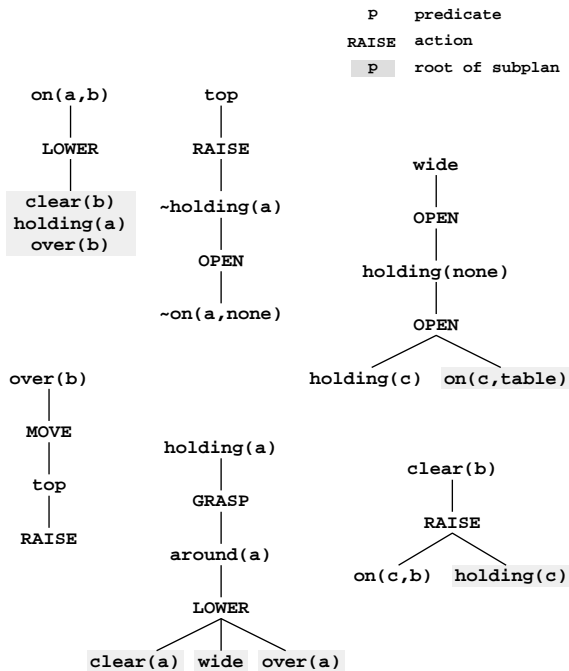 P predicate
RAISE action
p root of subplan
on(a,b)
LOWER
clear(b)
holding(a)
over(b)
top
RAISE
~holding(a)
OPEN
~on(a,none)
wide
OPEN
holding(none)
OPEN
holding(c) on(c,table)
over(b)
MOVE
top
RAISE
holding(a)
GRASP
around(a)
LOWER
clear(a) wide over(a)
clear(b)
RAISE
on(c,b) holding(c)